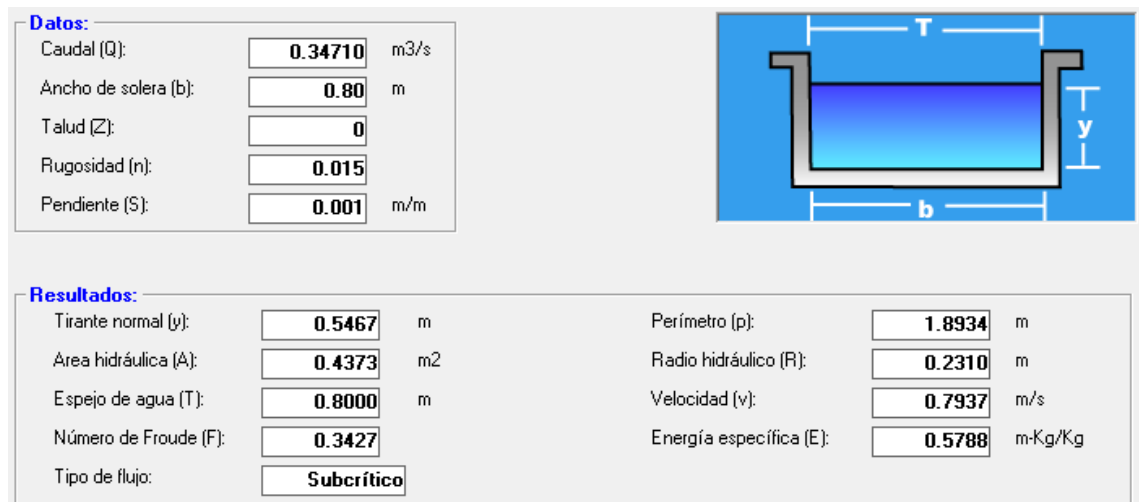 Datos:
Caudal (Q): 0.34710 m3/s
Ancho de solera (b): 0.80 m
Talud (Z): 0
Rugosidad (n): 0.015
Pendiente (S): 0.001 m/m
T
y
b
Resultados:
Tirante normal (y): 0.5467 m Perímetro (p): 1.8934 m
Area hidráulica (A): 0.4373 m2 Radio hidráulico (R): 0.2310 m
Espejo de agua (T): 0.8000 m Velocidad (v): 0.7937 m/s
Número de Froude (F): 0.3427 Energía específica (E): 0.5788 m-Kg/Kg
Tipo de flujo: Subcrítico